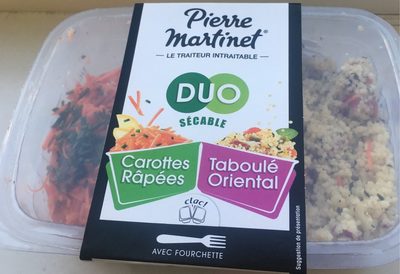 Pierre
Martinet®
LE TRAITEUR INTRAITABLE
DUO
SÉCABLE
Carottes
Râpées
Taboulé
Oriental
clac!
AVEC FOURCHETTE
Suggestion de présentation